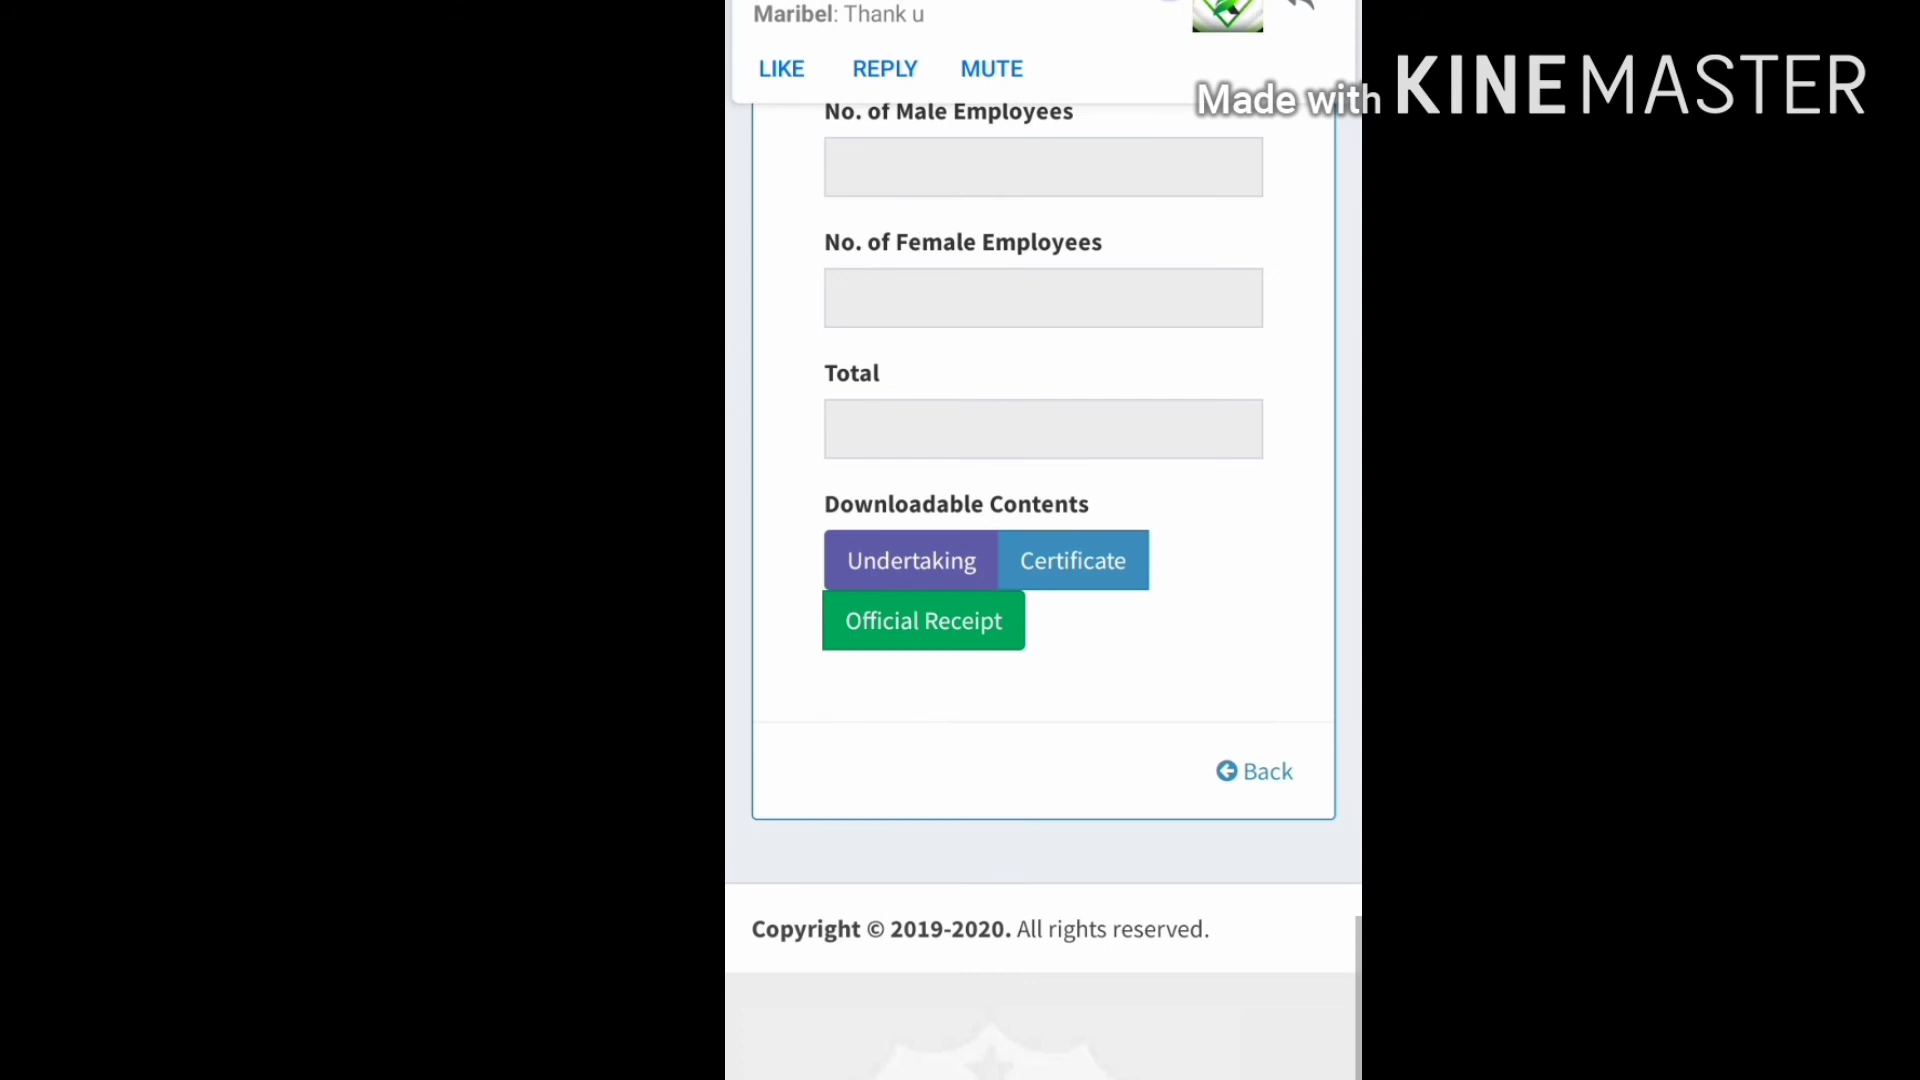 Maribel: Thank u
LIKE REPLY MUTE
Made with KINEMASTER
No. of Male Employees
No. of Female Employees
Total
Downloadable Contents
Undertaking Certificate
Official Receipt
Back
Copyright © 2019-2020. All rights reserved.